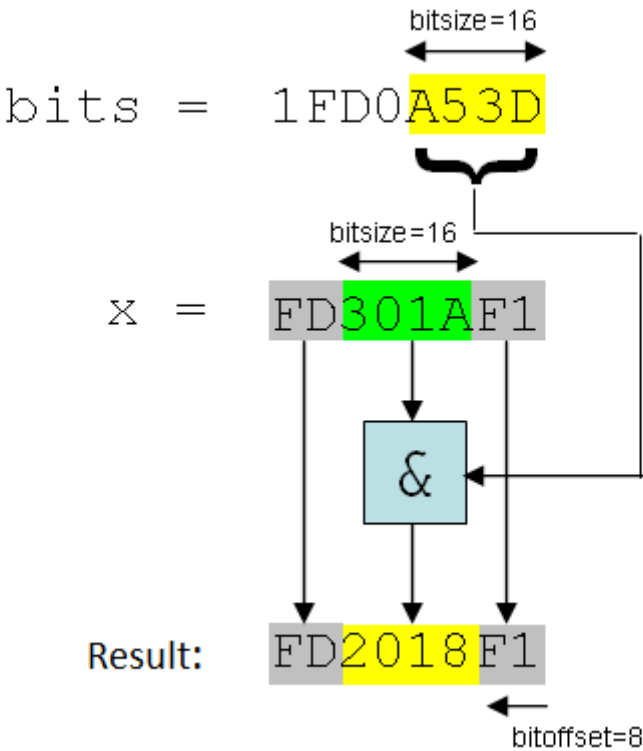 bitsize=16
bits = 1FD0A53D
bitsize=16
x = FD301AF1
&
Result: FD2018F1
bitoffset=8